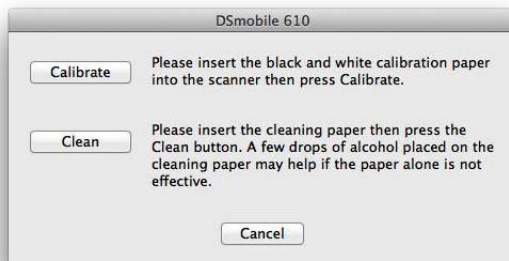 DSmobile 610
Calibrate
Please insert the black and white calibration paper
into the scanner then press Calibrate.
Clean
Please insert the cleaning paper then press the
Clean button. A few drops of alcohol placed on the
cleaning paper may help if the paper alone is not
effective.
Cancel